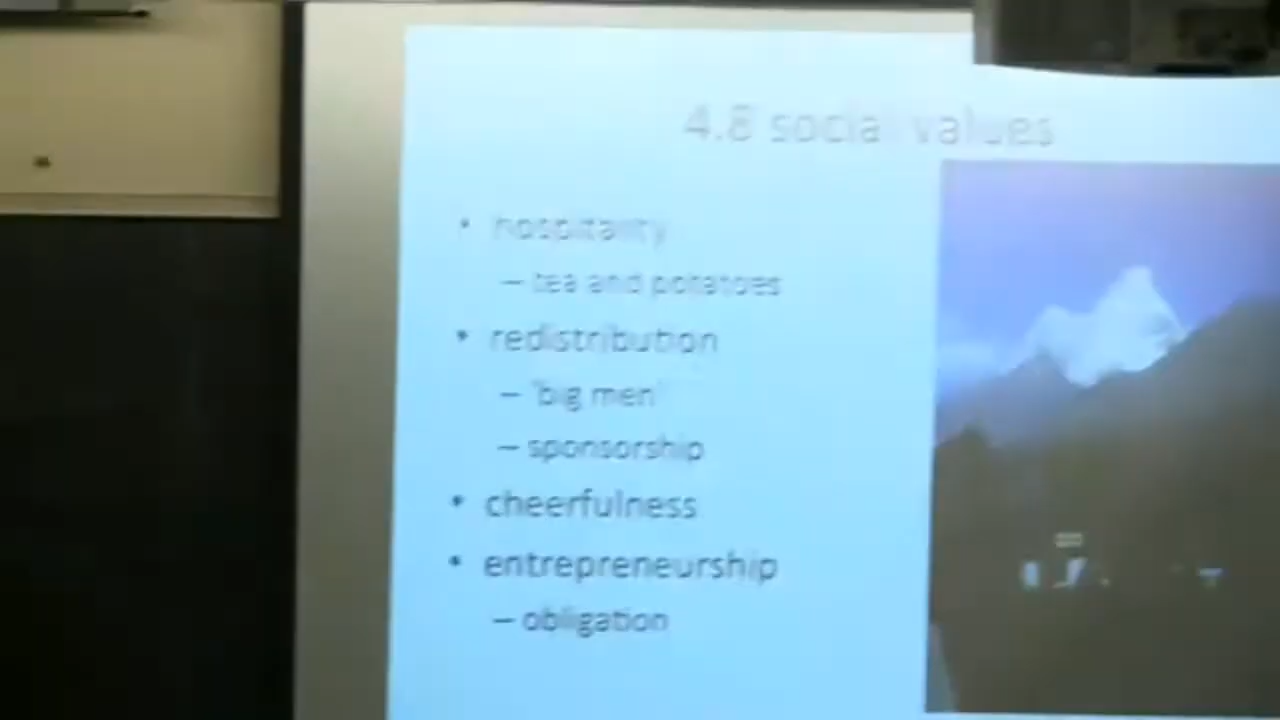 4.8 social values
• hospitality
– tea and potatoes
• redistribution
– 'big men'
– sponsorship
• cheerfulness
• entrepreneurship
– obligation